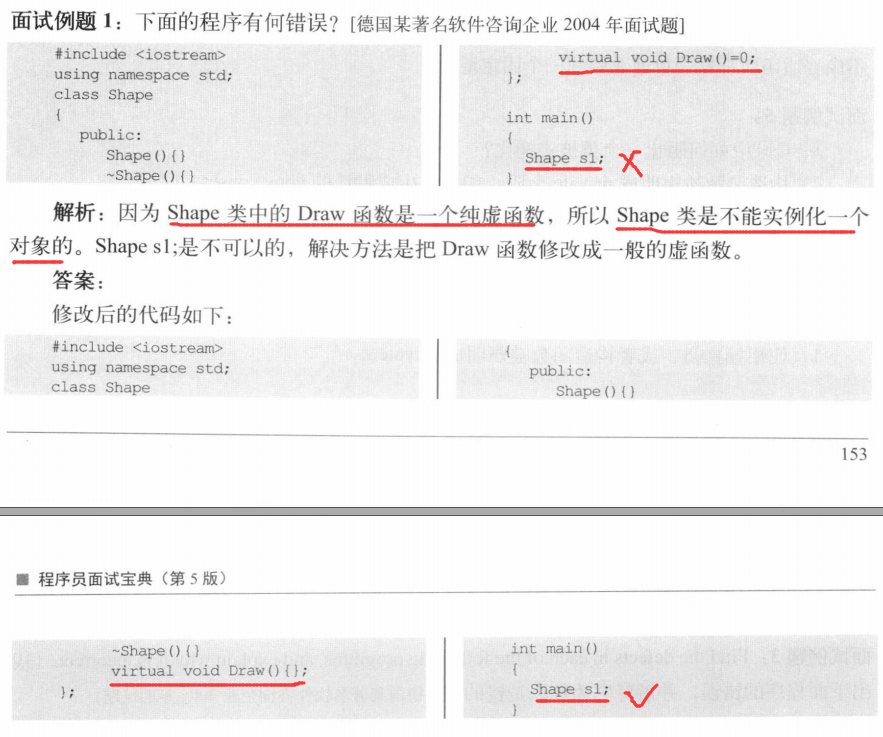 面试例题 1：下面的程序有何错误？[德国某著名软件咨询企业 2004 年面试题]
#include <iostream>
using namespace std;
class Shape
{
public:
Shape(){}
~Shape(){}
virtual void Draw()=0;
};
int main()
{
Shape s1;
}
解析：因为 Shape 类中的 Draw 函数是一个纯虚函数，所以 Shape 类是不能实例化一个
对象的。Shape s1;是不可以的，解决方法是把 Draw 函数修改成一般的虚函数。
答案：
修改后的代码如下：
#include <iostream>
using namespace std;
class Shape
{
public:
Shape(){}
153
程序员面试宝典（第 5 版）
~Shape(){}
virtual void Draw(){};
};
int main()
{
Shape s1;
}